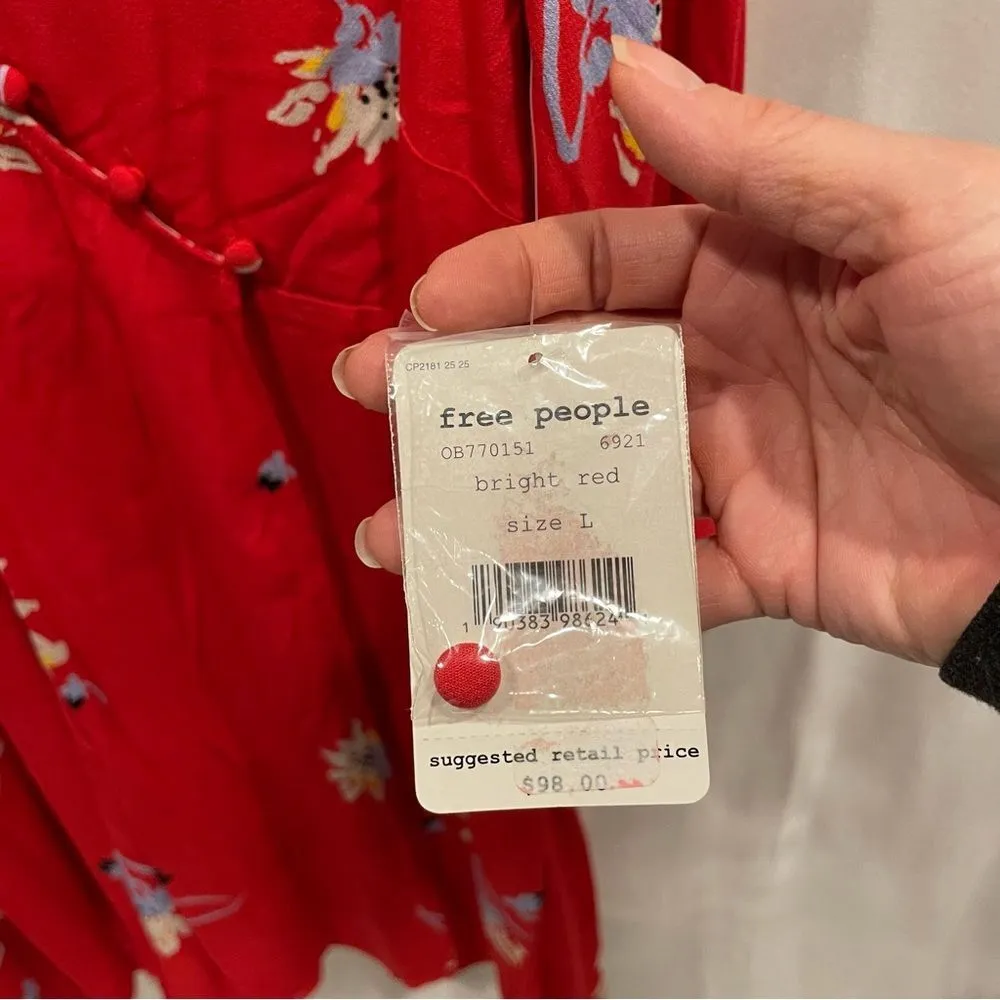 CP2181 25 25
free people
OB770151 6921
bright red
size L
suggested retail price
$98.00